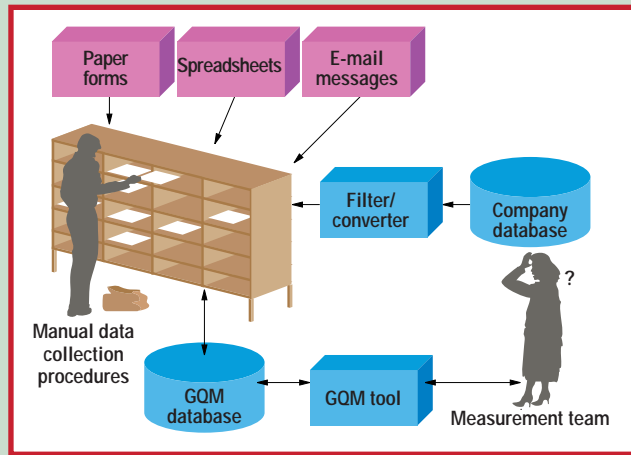 Paper
forms
Spreadsheets
E-mail
messages
Filter/
converter
Company
database
?
Manual data
collection
procedures
GQM
database
GQM tool
Measurement team